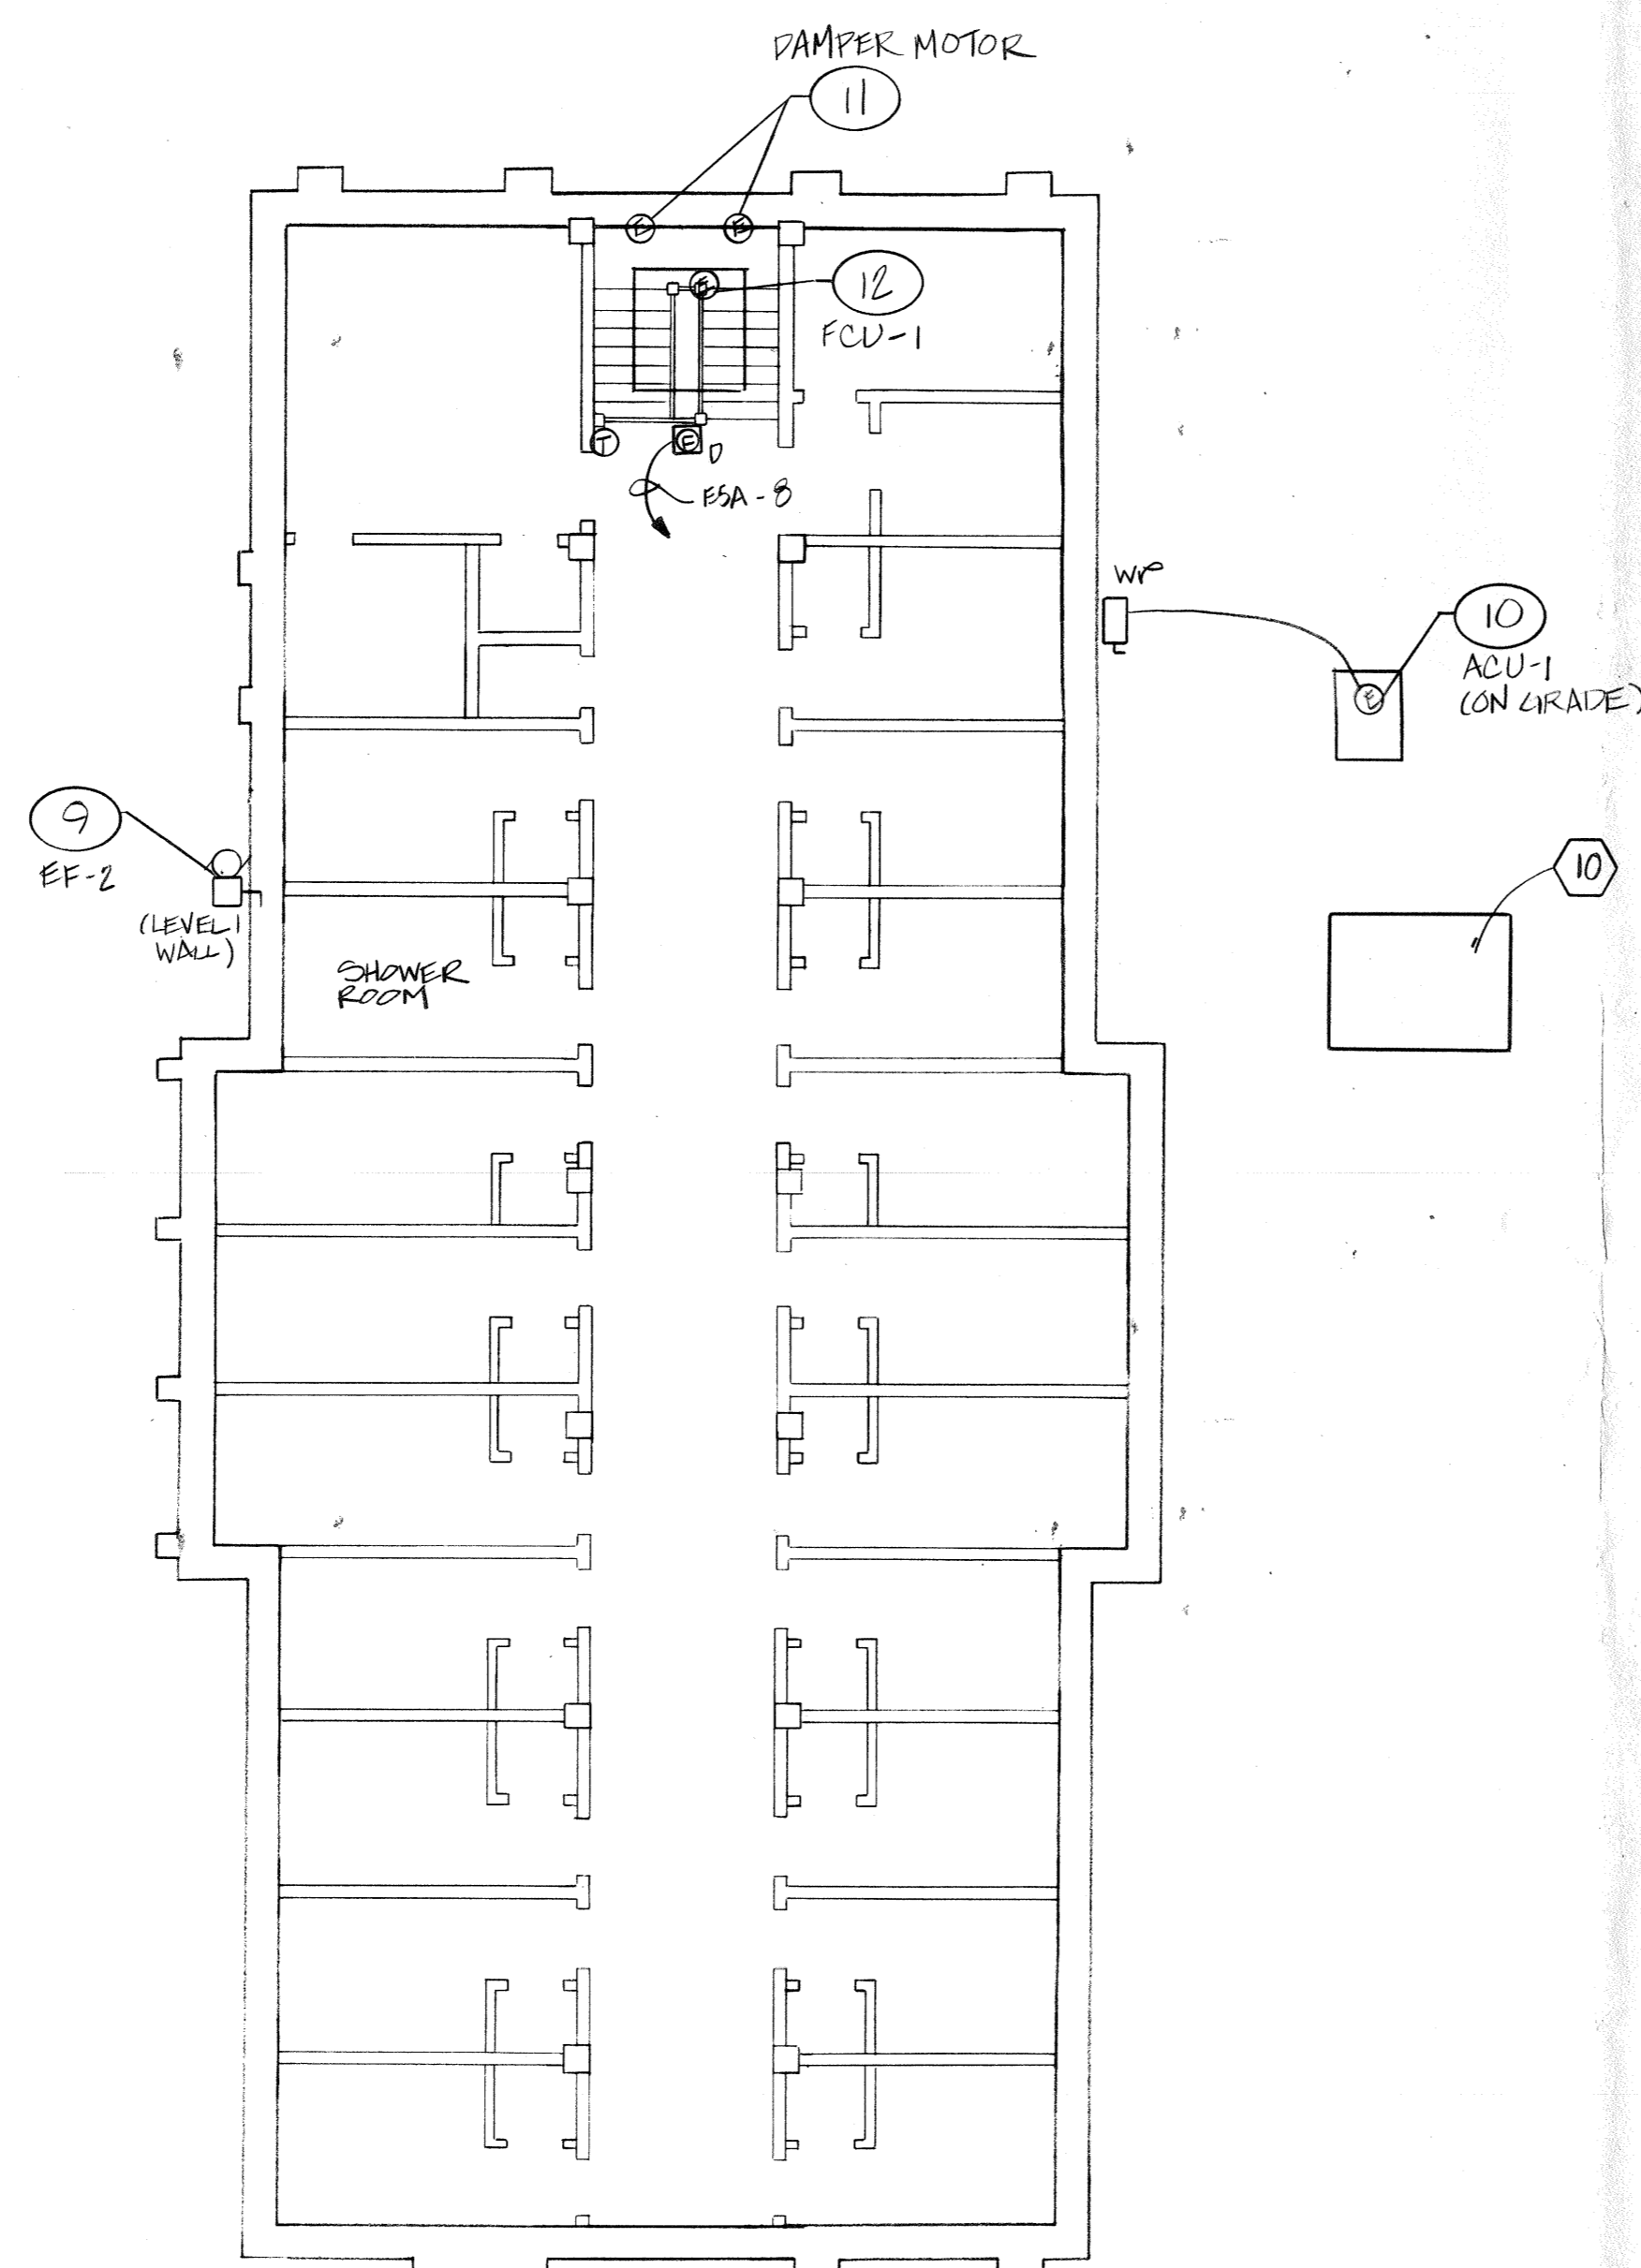 DAMPER MOTOR
11
E
E
E
12
FCU-1
T
E
D
ESA-8
WP
10
ACU-1
(ON GRADE)
E
9
EF-2
(LEVEL 1
WALL)
10
SHOWER
ROOM